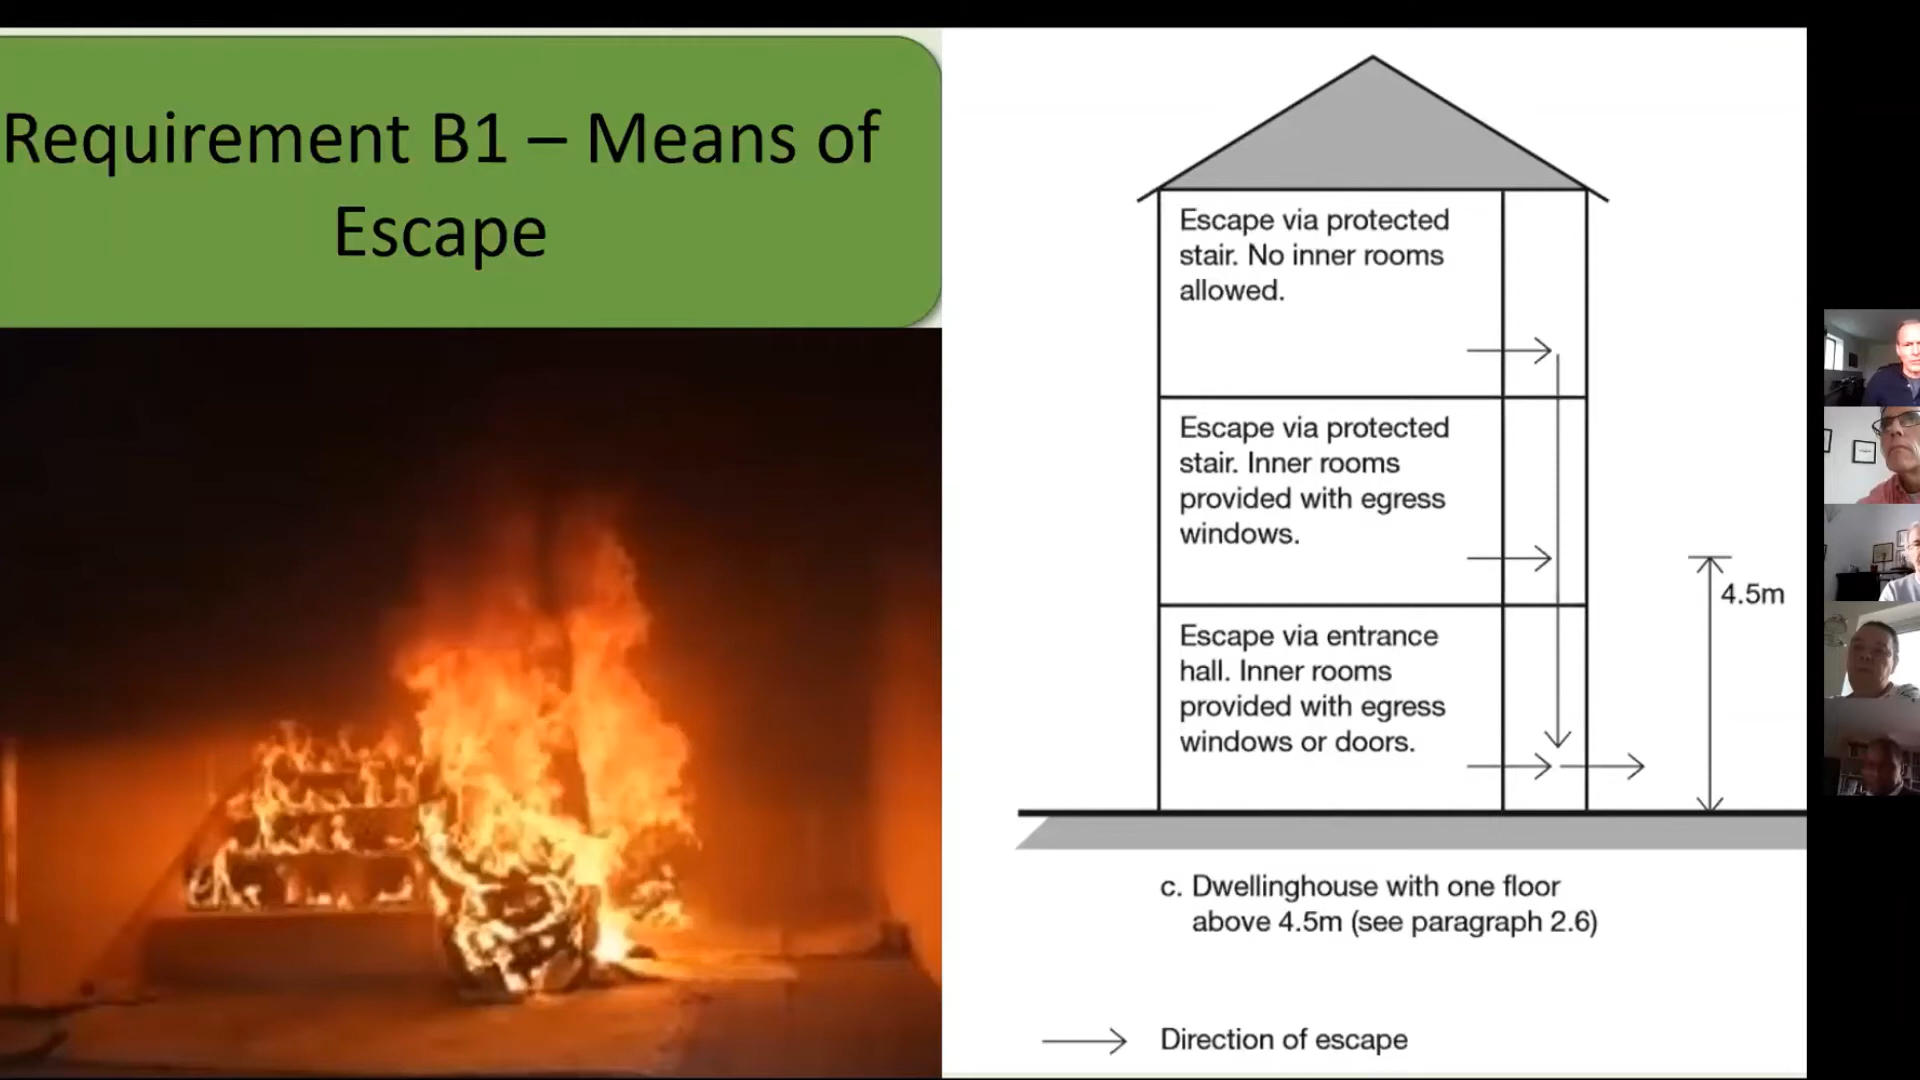 Requirement B1 – Means of
Escape
Escape via protected
stair. No inner rooms
allowed.
Escape via protected
stair. Inner rooms
provided with egress
windows.
4.5m
Escape via entrance
hall. Inner rooms
provided with egress
windows or doors.
c. Dwellinghouse with one floor
above 4.5m (see paragraph 2.6)
Direction of escape